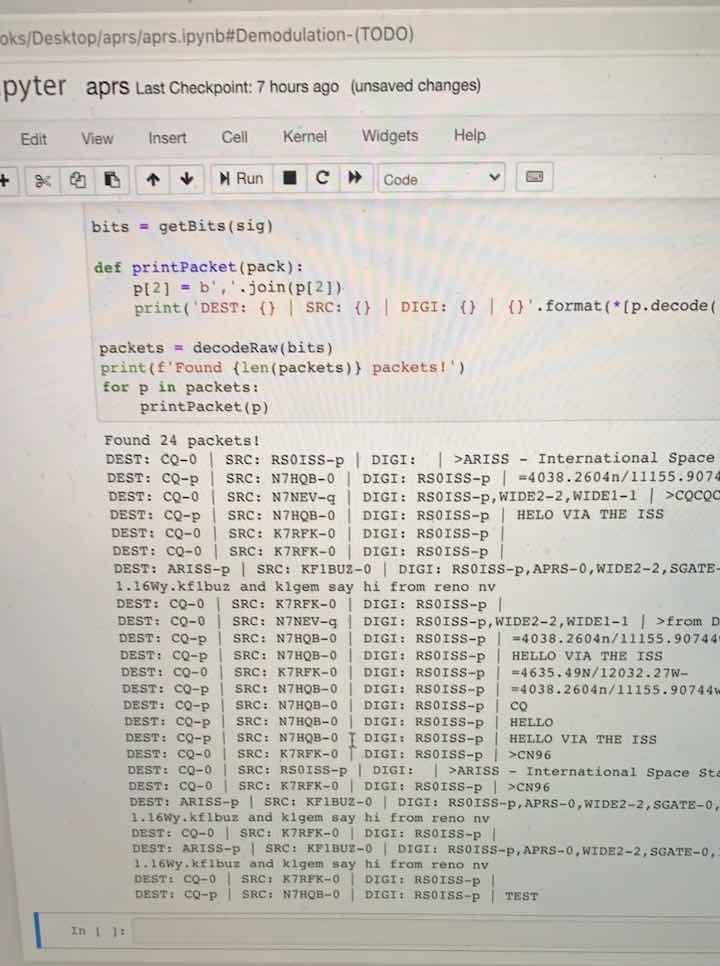 oks/Desktop/aprs/aprs.ipynb#Demodulation-(TODO)
pyter aprs Last Checkpoint: 7 hours ago (unsaved changes)
Edit View Insert Cell Kernel Widgets Help
Run Code
bits = getBits(sig)
def printPacket(pack):
p[2] = b','.join(p[2])
print('DEST: {} | SRC: {} | DIGI: {} | {}'.format(*[p.decode(
packets = decodeRaw(bits)
print(f'Found {len(packets)} packets!')
for p in packets:
printPacket(p)
Found 24 packets!
DEST: CQ-0 | SRC: RS0ISS-p | DIGI: | >ARISS - International Space
DEST: CQ-p | SRC: N7HQB-0 | DIGI: RS0ISS-p | =4038.2604n/11155.9074
DEST: CQ-0 | SRC: N7NEV-q | DIGI: RS0ISS-p,WIDE2-2,WIDE1-1 | >CQCQC
DEST: CQ-p | SRC: N7HQB-0 | DIGI: RS0ISS-p | HELO VIA THE ISS
DEST: CQ-0 | SRC: K7RFK-0 | DIGI: RS0ISS-p |
DEST: CQ-0 | SRC: K7RFK-0 | DIGI: RS0ISS-p |
DEST: ARISS-p | SRC: KF1BUZ-0 | DIGI: RS0ISS-p,APRS-0,WIDE2-2,SGATE-
1.16Wy.kf1buz and k1gem say hi from reno nv
DEST: CQ-0 | SRC: K7RFK-0 | DIGI: RS0ISS-p |
DEST: CQ-0 | SRC: N7NEV-q | DIGI: RS0ISS-p,WIDE2-2,WIDE1-1 | >from D
DEST: CQ-p | SRC: N7HQB-0 | DIGI: RS0ISS-p | =4038.2604n/11155.90744
DEST: CQ-p | SRC: N7HQB-0 | DIGI: RS0ISS-p | HELLO VIA THE ISS
DEST: CQ-0 | SRC: K7RFK-0 | DIGI: RS0ISS-p | =4635.49N/12032.27W-
DEST: CQ-p | SRC: N7HQB-0 | DIGI: RS0ISS-p | =4038.2604n/11155.90744w
DEST: CQ-p | SRC: N7HQB-0 | DIGI: RS0ISS-p | CQ
DEST: CQ-p | SRC: N7HQB-0 | DIGI: RS0ISS-p | HELLO
DEST: CQ-p | SRC: N7HQB-0 | DIGI: RS0ISS-p | HELLO VIA THE ISS
DEST: CQ-0 | SRC: K7RFK-0 | DIGI: RS0ISS-p | >CN96
DEST: CQ-0 | SRC: RS0ISS-p | DIGI: | >ARISS - International Space Sta
DEST: CQ-0 | SRC: K7RFK-0 | DIGI: RS0ISS-p | >CN96
DEST: ARISS-p | SRC: KF1BUZ-0 | DIGI: RS0ISS-p,APRS-0,WIDE2-2,SGATE-0,
1.16Wy.kf1buz and k1gem say hi from reno nv
DEST: CQ-0 | SRC: K7RFK-0 | DIGI: RS0ISS-p |
DEST: ARISS-p | SRC: KF1BUZ-0 | DIGI: RS0ISS-p,APRS-0,WIDE2-2,SGATE-0,
1.16Wy.kf1buz and k1gem say hi from reno nv
DEST: CQ-0 | SRC: K7RFK-0 | DIGI: RS0ISS-p |
DEST: CQ-p | SRC: N7HQB-0 | DIGI: RS0ISS-p | TEST
In [ ]: